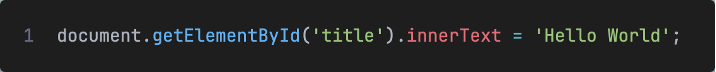 1 document.getElementById('title').innerText = 'Hello World';